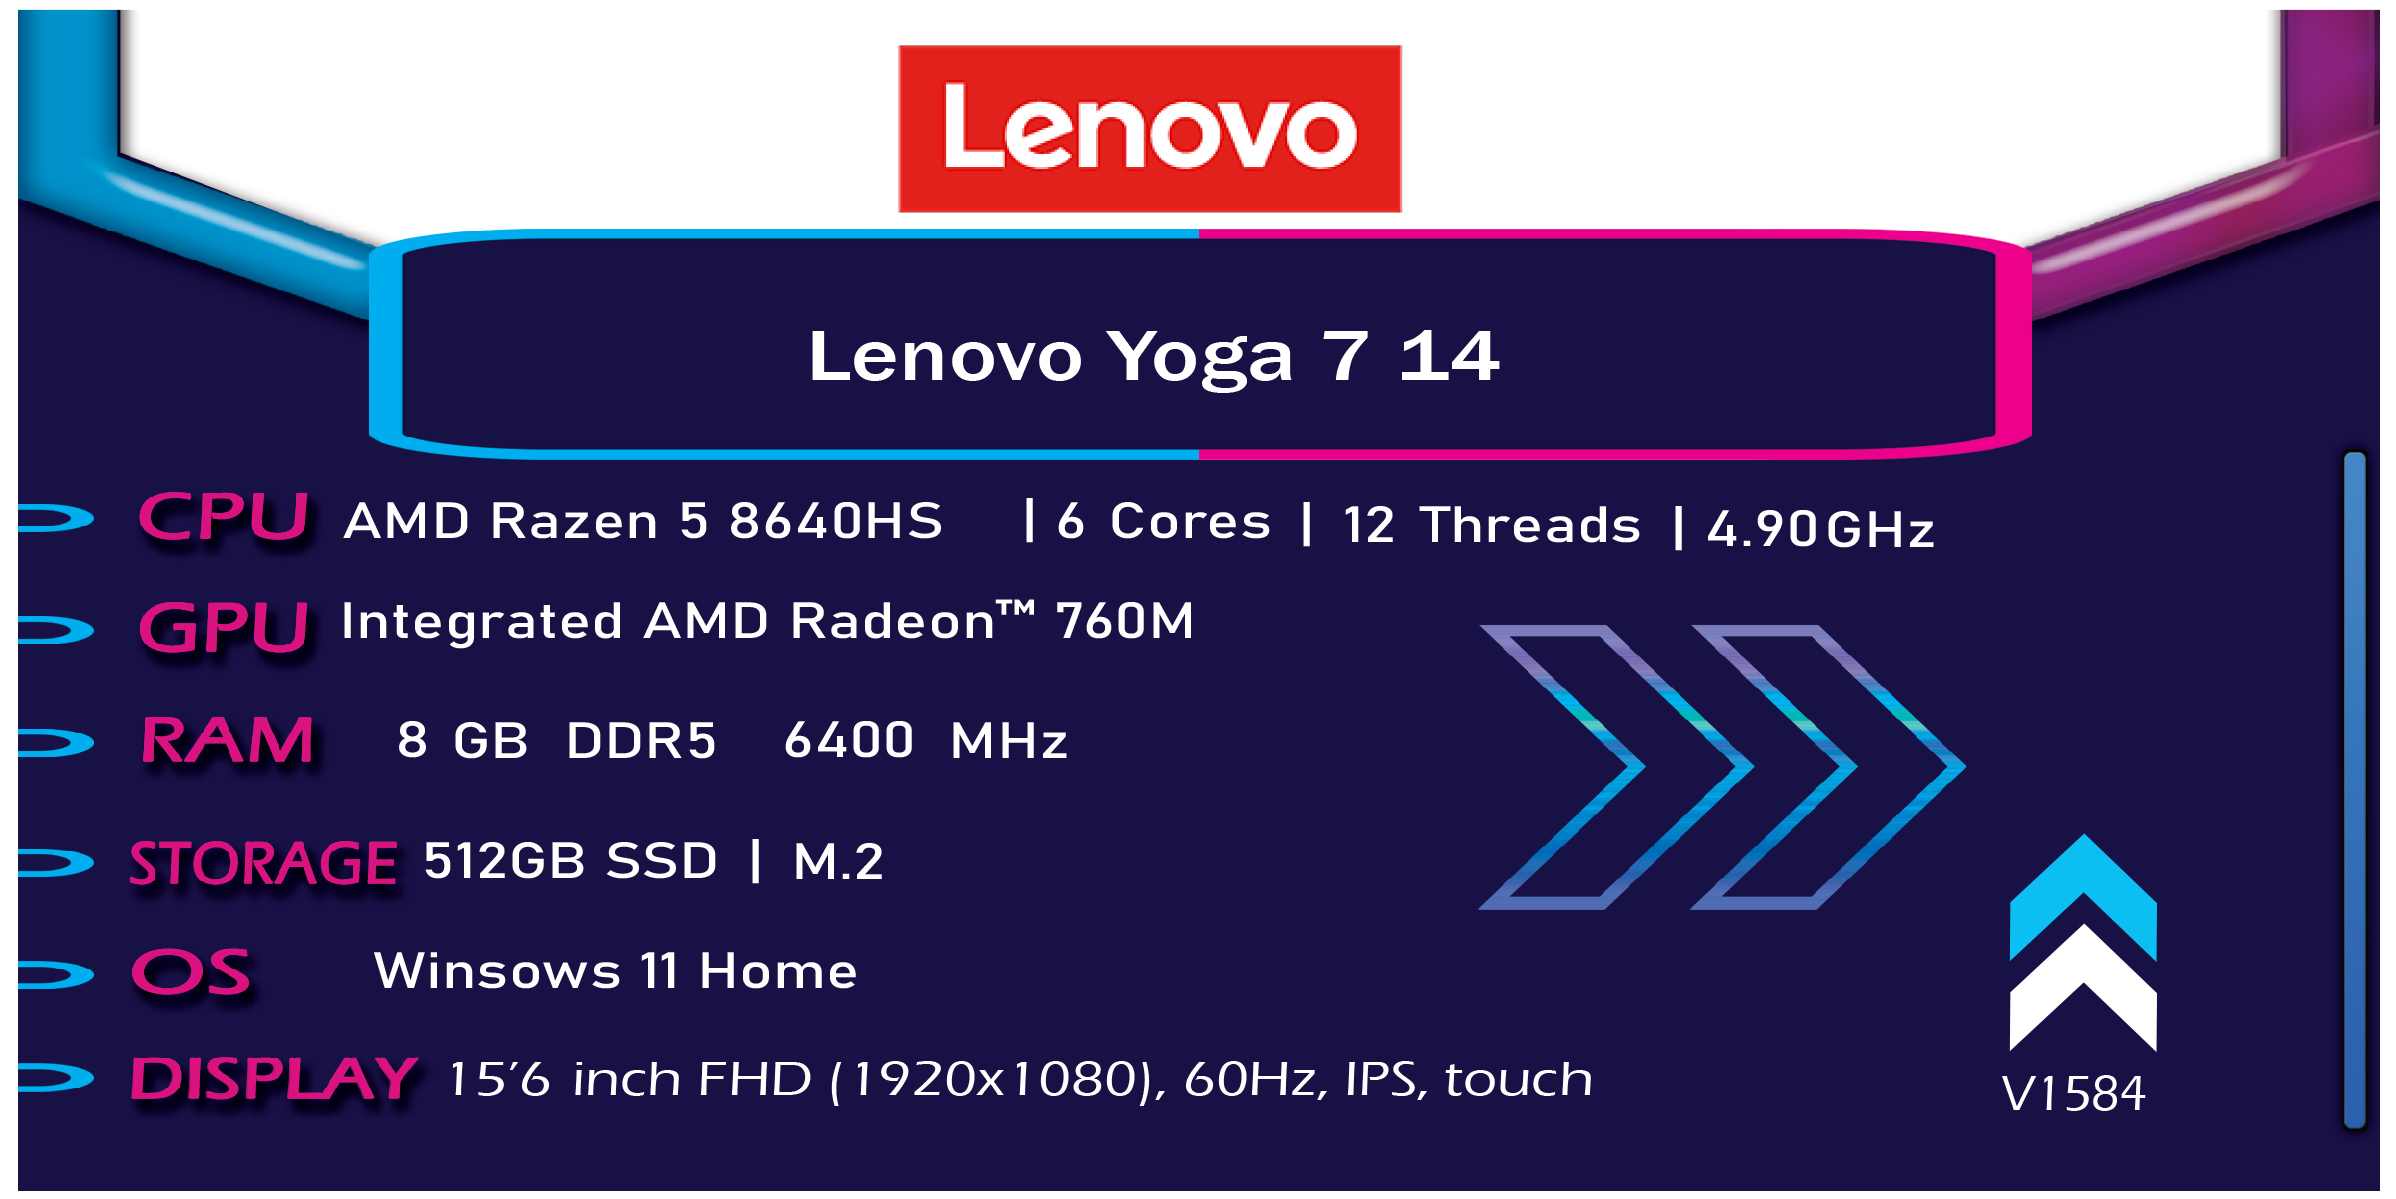 Lenovo
Lenovo Yoga 7 14
CPU AMD Razen 5 8640HS | 6 Cores | 12 Threads | 4.90GHz
GPU Integrated AMD Radeon™ 760M
RAM 8 GB DDR5 6400 MHz
STORAGE 512GB SSD | M.2
OS Winsows 11 Home
DISPLAY 15’6 inch FHD (1920x1080), 60Hz, IPS, touch
V1584